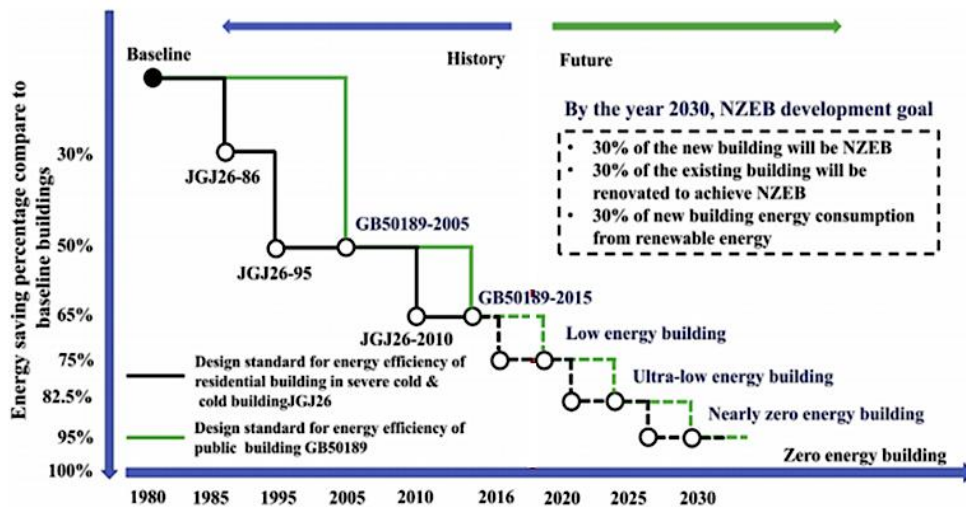 History
Future
Baseline
Energy saving percentage compare to
baseline buildings
By the year 2030, NZEB development goal
• 30% of the new building will be NZEB
• 30% of the existing building will be
renovated to achieve NZEB
• 30% of new building energy consumption
from renewable energy
30%
JGJ26-86
GB50189-2005
50%
JGJ26-95
GB50189-2015
65%
JGJ26-2010
Low energy building
75%
Design standard for energy efficiency of
residential building in severe cold &
cold buildingJGJ26
Ultra-low energy building
82.5%
Nearly zero energy building
Design standard for energy efficiency of
public building GB50189
95%
Zero energy building
100%
1980 1985 1995 2005 2010 2016 2020 2025 2030